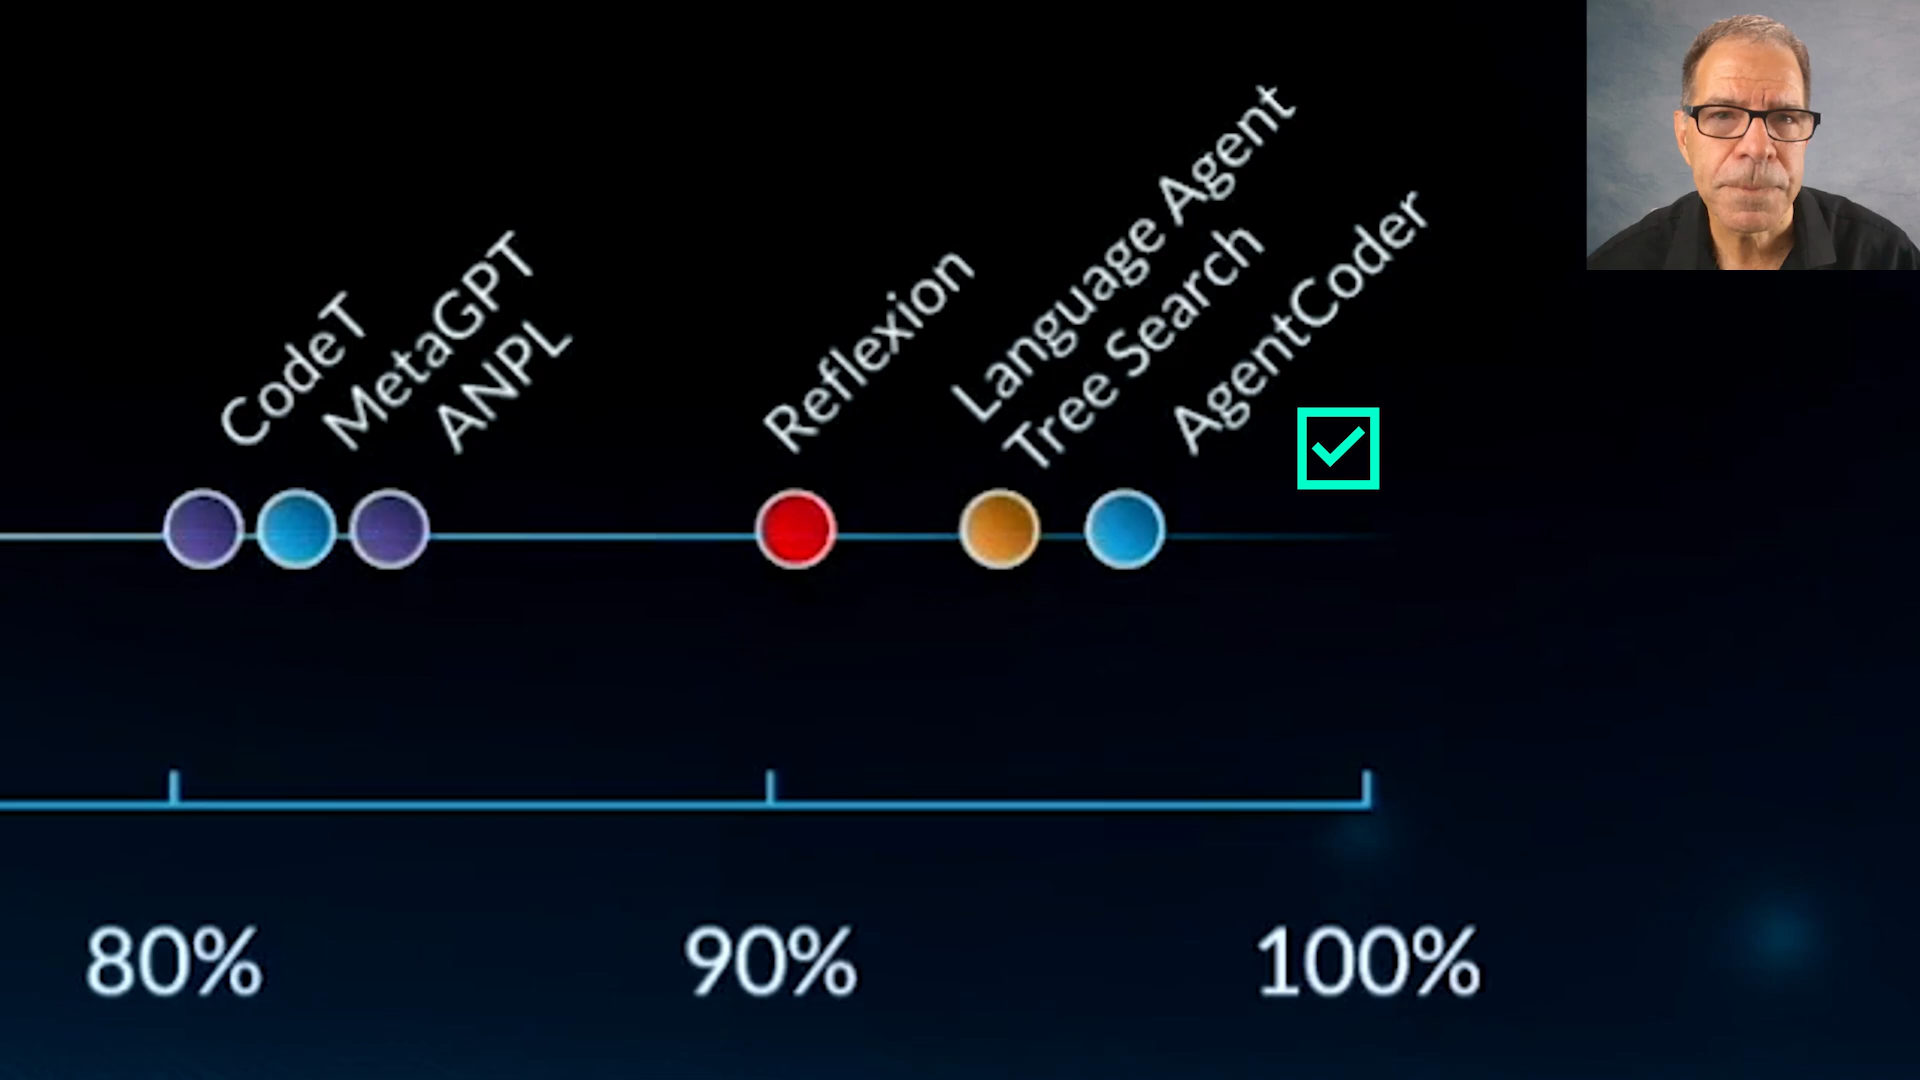 CodeT
MetaGPT
ANPL
Reflexion
Language Agent
Tree Search
AgentCoder
80%
90%
100%